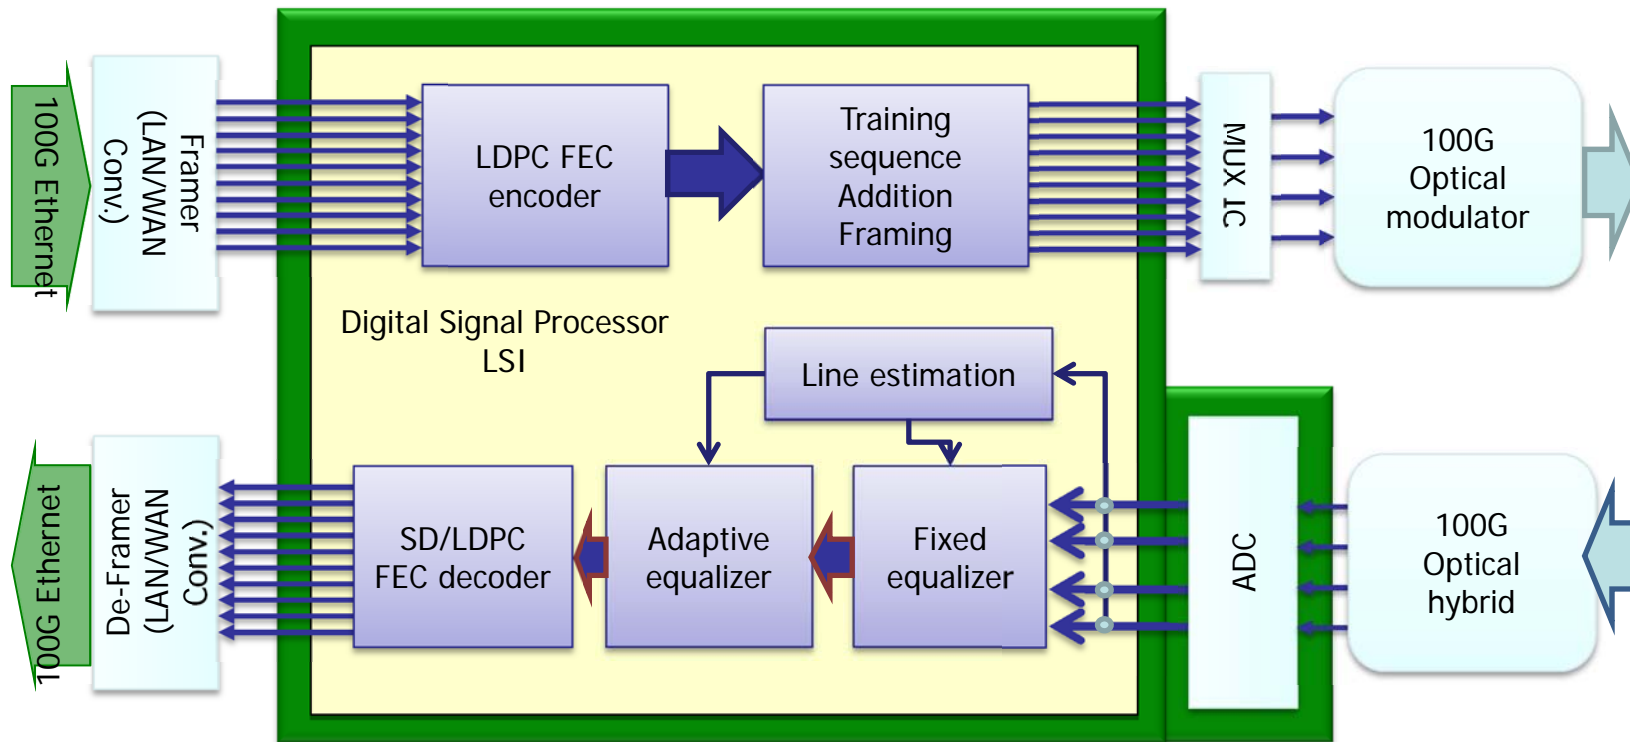 100G Ethernet
Framer
(LAN/WAN
Conv.)
LDPC FEC
encoder
Training
sequence
Addition
Framing
MUX IC
100G
Optical
modulator
Digital Signal Processor
LSI
Line estimation
100G Ethernet
De-Framer
(LAN/WAN
Conv.)
SD/LDPC
FEC decoder
Adaptive
equalizer
Fixed
equalizer
ADC
100G
Optical
hybrid